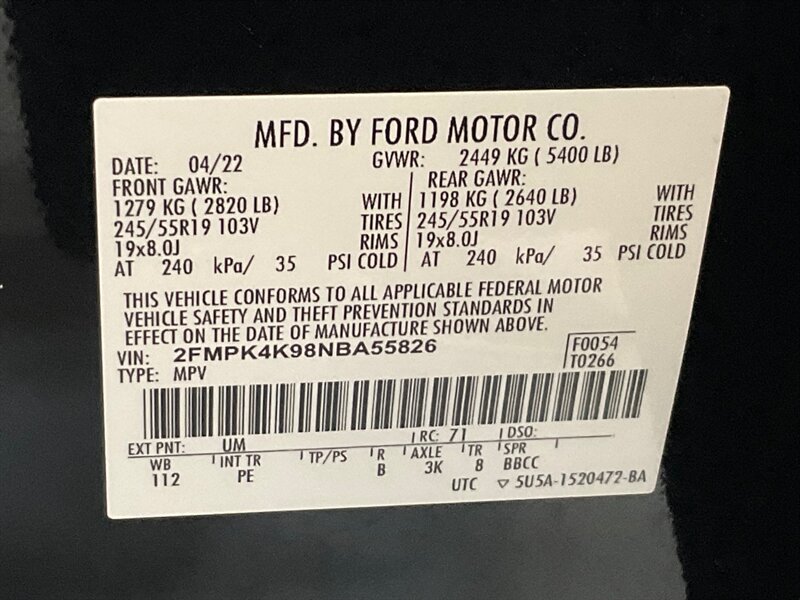 MFD. BY FORD MOTOR CO.
DATE: 04/22 GVWR: 2449 KG ( 5400 LB)
FRONT GAWR: REAR GAWR:
1279 KG ( 2820 LB) WITH 1198 KG ( 2640 LB) WITH
245/55R19 103V TIRES 245/55R19 103V TIRES
19x8.0J RIMS 19x8.0J RIMS
AT 240 kPa/ 35 PSI COLD AT 240 kPa/ 35 PSI COLD
THIS VEHICLE CONFORMS TO ALL APPLICABLE FEDERAL MOTOR
VEHICLE SAFETY AND THEFT PREVENTION STANDARDS IN
EFFECT ON THE DATE OF MANUFACTURE SHOWN ABOVE.
VIN: 2FMPK4K98NBA55826 F0054
TYPE: MPV T0266
EXT PNT: UM RC: 71 DSO:
WB INT TR TP/PS R AXLE TR SPR
112 PE B 3K 8 BBCC
UTC ▽ 5U5A-1520472-BA